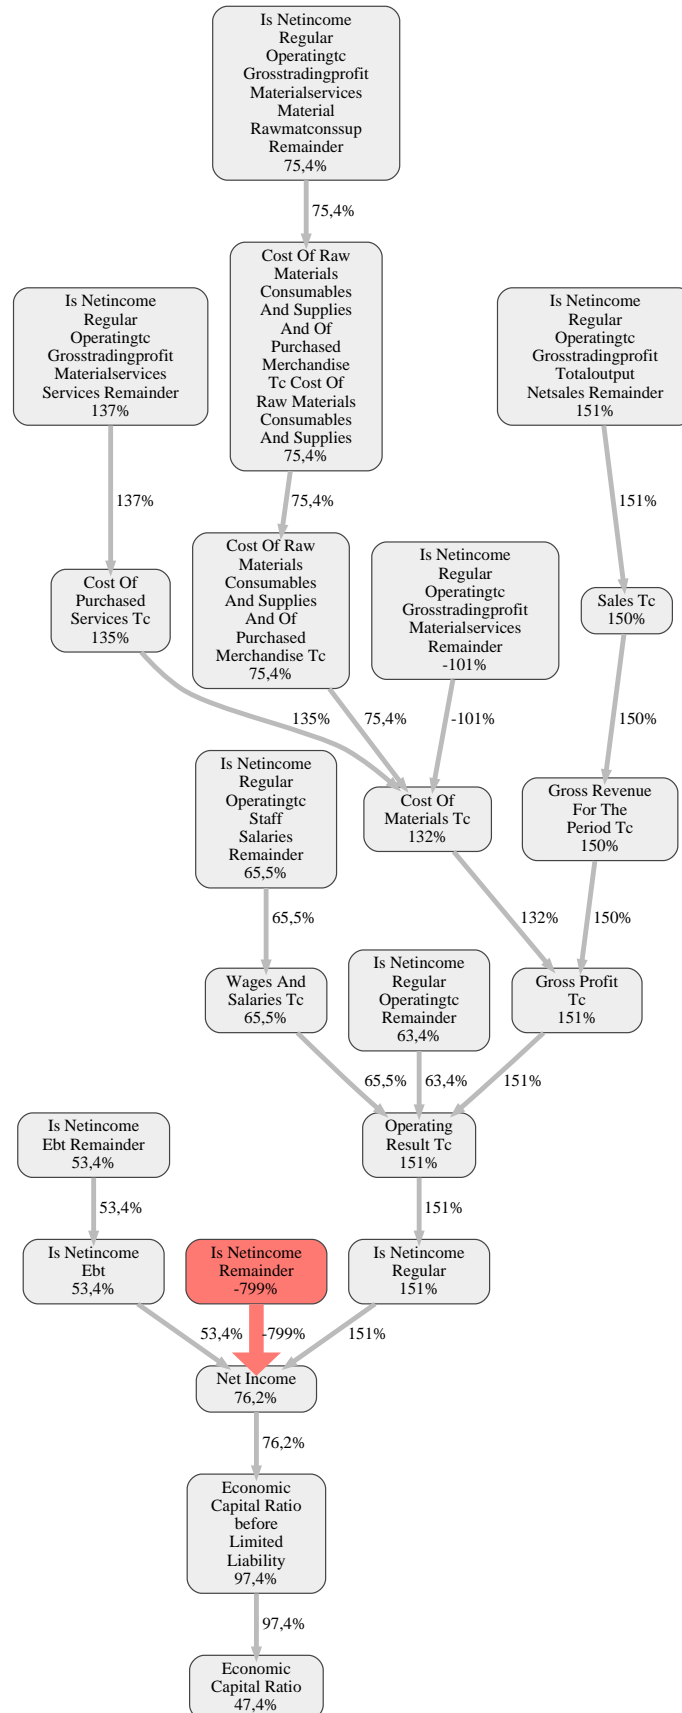 Is Netincome
Regular
Operatingtc
Grosstradingprofit
Materialservices
Material
Rawmatconssup
Remainder
75,4%
75,4%
Cost Of Raw
Materials
Consumables
And Supplies
And Of
Purchased
Merchandise
Tc Cost Of
Raw Materials
Consumables
And Supplies
75,4%
Is Netincome
Regular
Operatingtc
Grosstradingprofit
Materialservices
Services Remainder
137%
Is Netincome
Regular
Operatingtc
Grosstradingprofit
Totaloutput
Netsales Remainder
151%
137%
75,4%
151%
Cost Of
Purchased
Services Tc
135%
Cost Of Raw
Materials
Consumables
And Supplies
And Of
Purchased
Merchandise Tc
75,4%
Is Netincome
Regular
Operatingtc
Grosstradingprofit
Materialservices
Remainder
-101%
Sales Tc
150%
135%
75,4%
-101%
150%
Is Netincome
Regular
Operatingtc
Staff
Salaries
Remainder
65,5%
Cost Of
Materials Tc
132%
Gross Revenue
For The
Period Tc
150%
65,5%
132%
150%
Wages And
Salaries Tc
65,5%
Is Netincome
Regular
Operatingtc
Remainder
63,4%
Gross Profit
Tc
151%
65,5%
63,4%
151%
Is Netincome
Ebt Remainder
53,4%
Operating
Result Tc
151%
53,4%
151%
Is Netincome
Ebt
53,4%
Is Netincome
Remainder
-799%
Is Netincome
Regular
151%
53,4%
-799%
151%
Net Income
76,2%
76,2%
Economic
Capital Ratio
before
Limited
Liability
97,4%
97,4%
Economic
Capital Ratio
47,4%